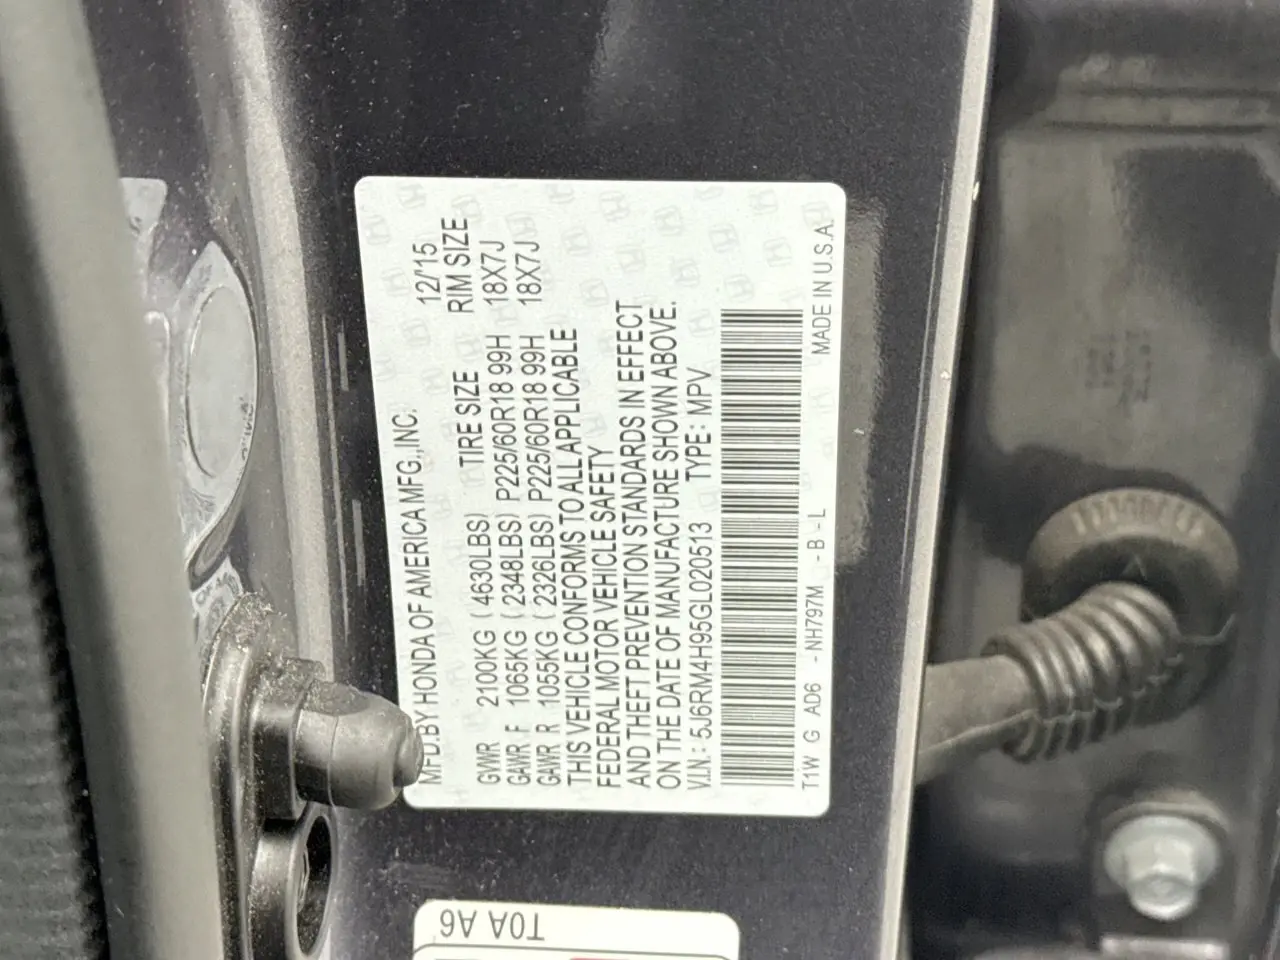 MFD.BY HONDA OF AMERICA MFG.,INC. 12/15
GVWR 2100KG (4630LBS) TIRE SIZE RIM SIZE
GAWR F 1065KG (2348LBS) P225/60R18 99H 18X7J
GAWR R 1055KG (2326LBS) P225/60R18 99H 18X7J
THIS VEHICLE CONFORMS TO ALL APPLICABLE
FEDERAL MOTOR VEHICLE SAFETY
AND THEFT PREVENTION STANDARDS IN EFFECT
ON THE DATE OF MANUFACTURE SHOWN ABOVE.
V.I.N.: 5J6RM4H95GL020513 TYPE: MPV
T1W G AD6 -NH797M -B-L MADE IN U.S.A.
T0A A6